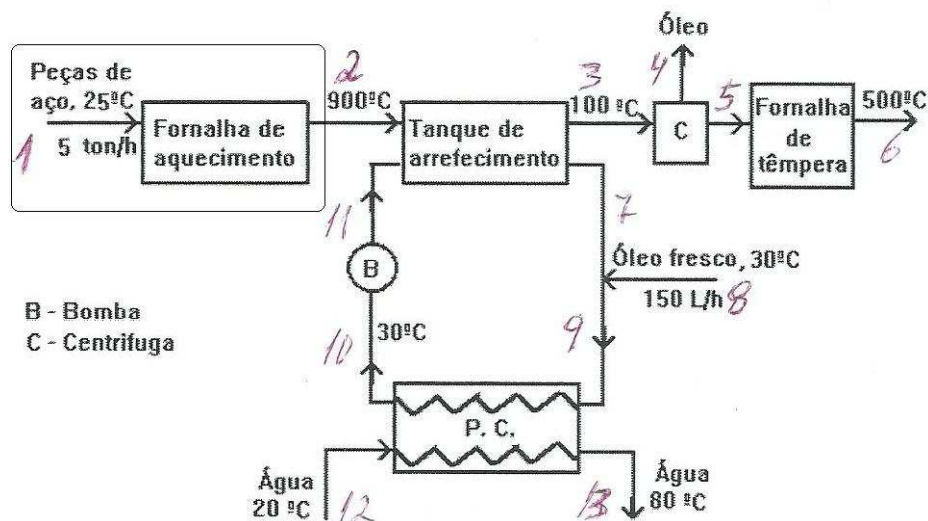 Óleo
Peças de
aço, 25ºC
1
5 ton/h
Fornalha de
aquecimento
2
900ºC
Tanque de
arrefecimento
3
100 ºC
4
C
5
Fornalha
de
têmpera
500ºC
6
11
B
7
Óleo fresco, 30ºC
150 L/h
8
B - Bomba
C - Centrifuga
10
30ºC
9
P. C.
Água
20 ºC
12
13
Água
80 ºC